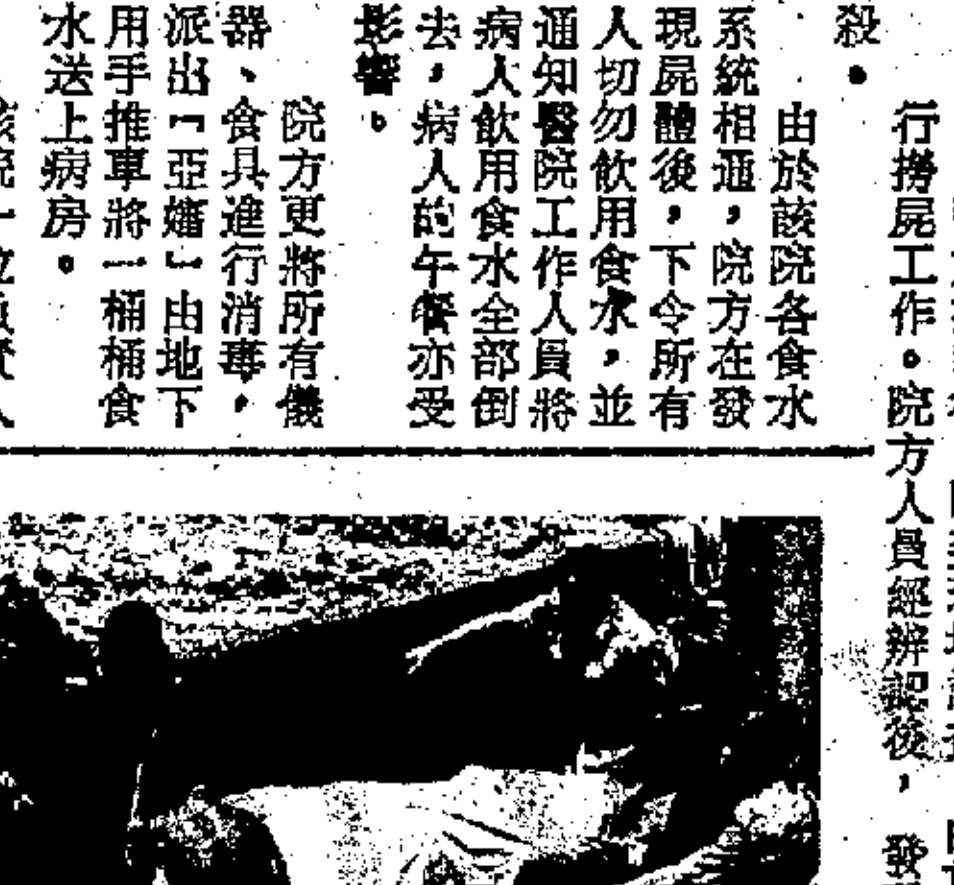 行撈屍工作。院方人員經辨認後，發
殺。
由於該院各食水
系統相通，院方在發
現屍體後，下令所有
人切勿飲用食水，並
通知醫院工作人員將
病人飲用食水全部倒
去，病人的午餐亦受
影響。
院方更將所有儀
器、食具進行消毒，
派出「亞嬸」由地下
用手推車將一桶桶食
水送上病房。